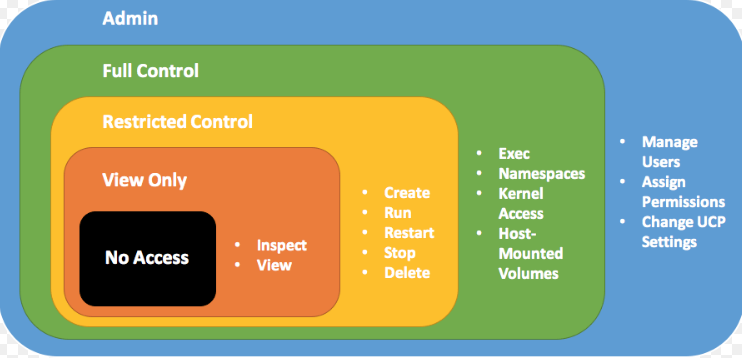 Admin
Full Control
Restricted Control
View Only
No Access
• Inspect
• View
• Create
• Run
• Restart
• Stop
• Delete
• Exec
• Namespaces
• Kernel
Access
• Host-
Mounted
Volumes
• Manage
Users
• Assign
Permissions
• Change UCP
Settings